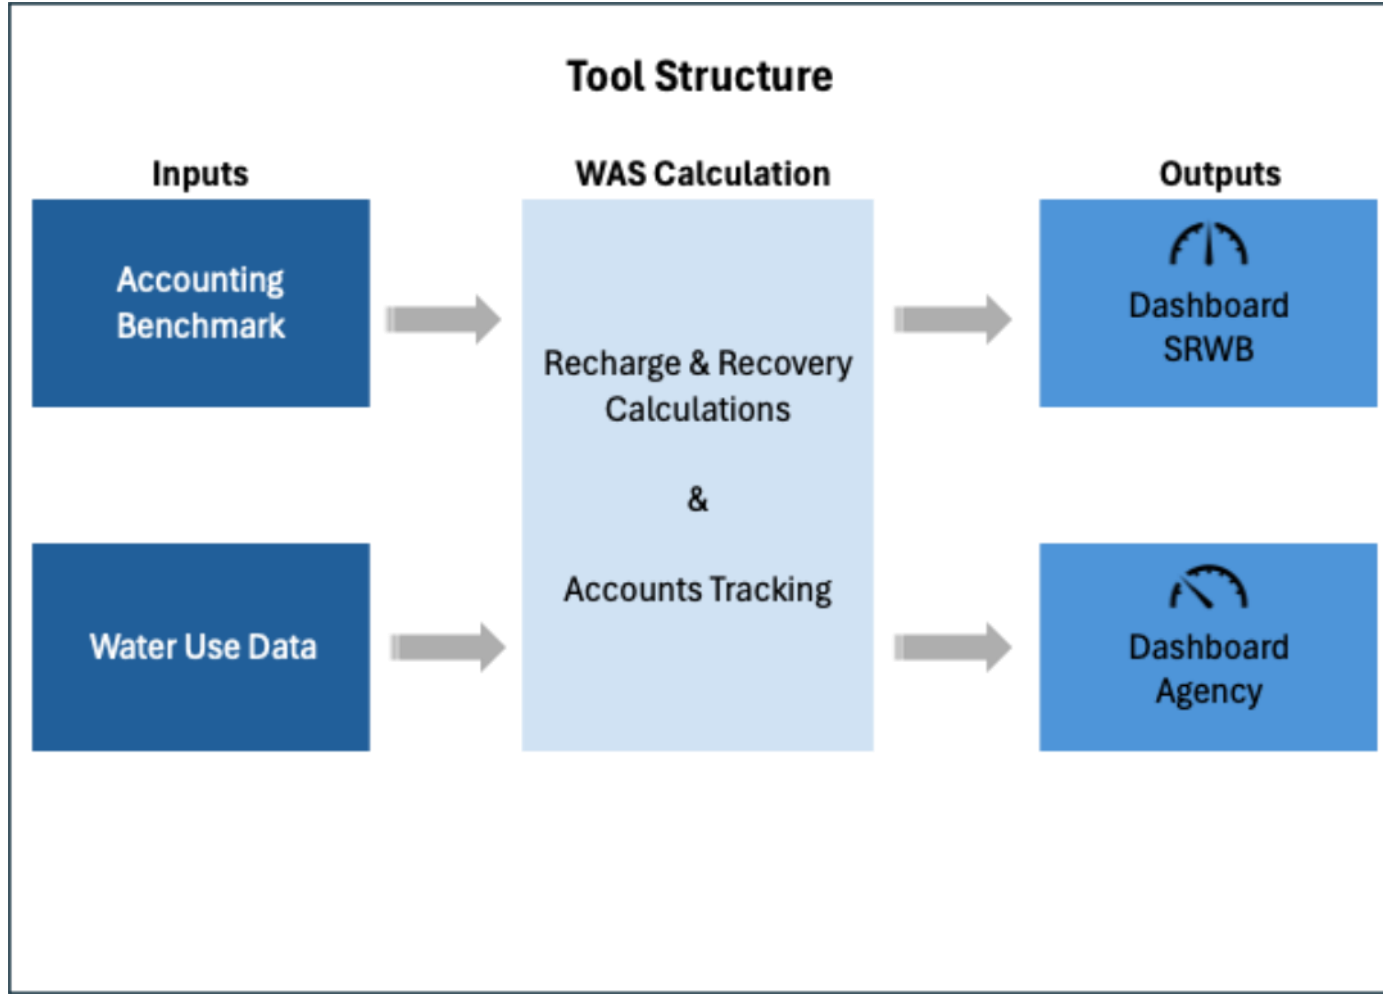 Tool Structure
Inputs
WAS Calculation
Outputs
Accounting
Benchmark
Recharge & Recovery
Calculations
&
Accounts Tracking
Dashboard
SRWB
Water Use Data
Dashboard
Agency